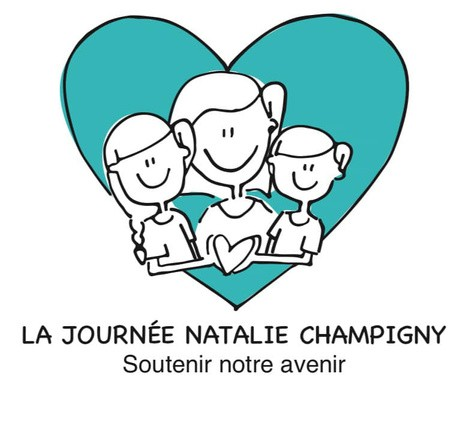 LA JOURNÉE NATALIE CHAMPIGNY
Soutenir notre avenir